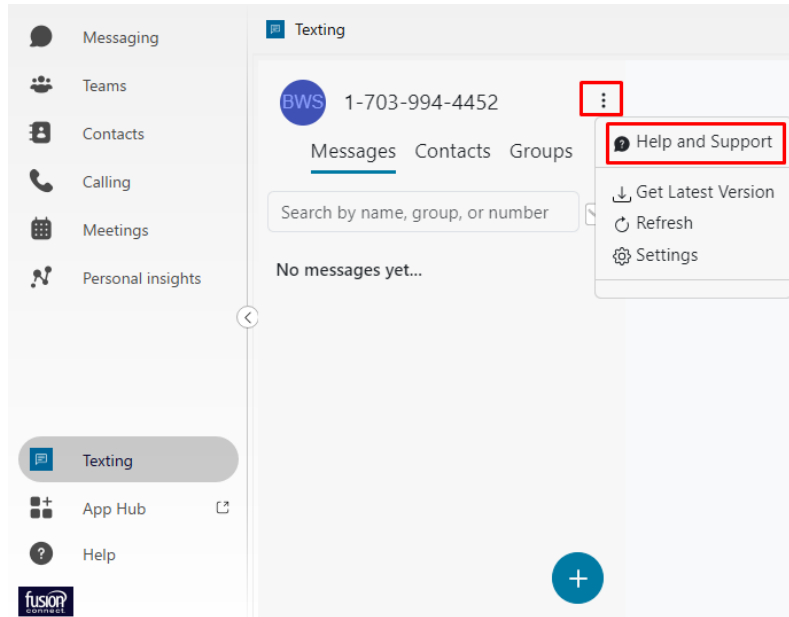 Messaging
Teams
Contacts
Calling
Meetings
Personal insights
Texting
App Hub
Help
fusion
connect
Texting
BWS 1-703-994-4452
Messages Contacts Groups
Search by name, group, or number
No messages yet...
Help and Support
Get Latest Version
Refresh
Settings